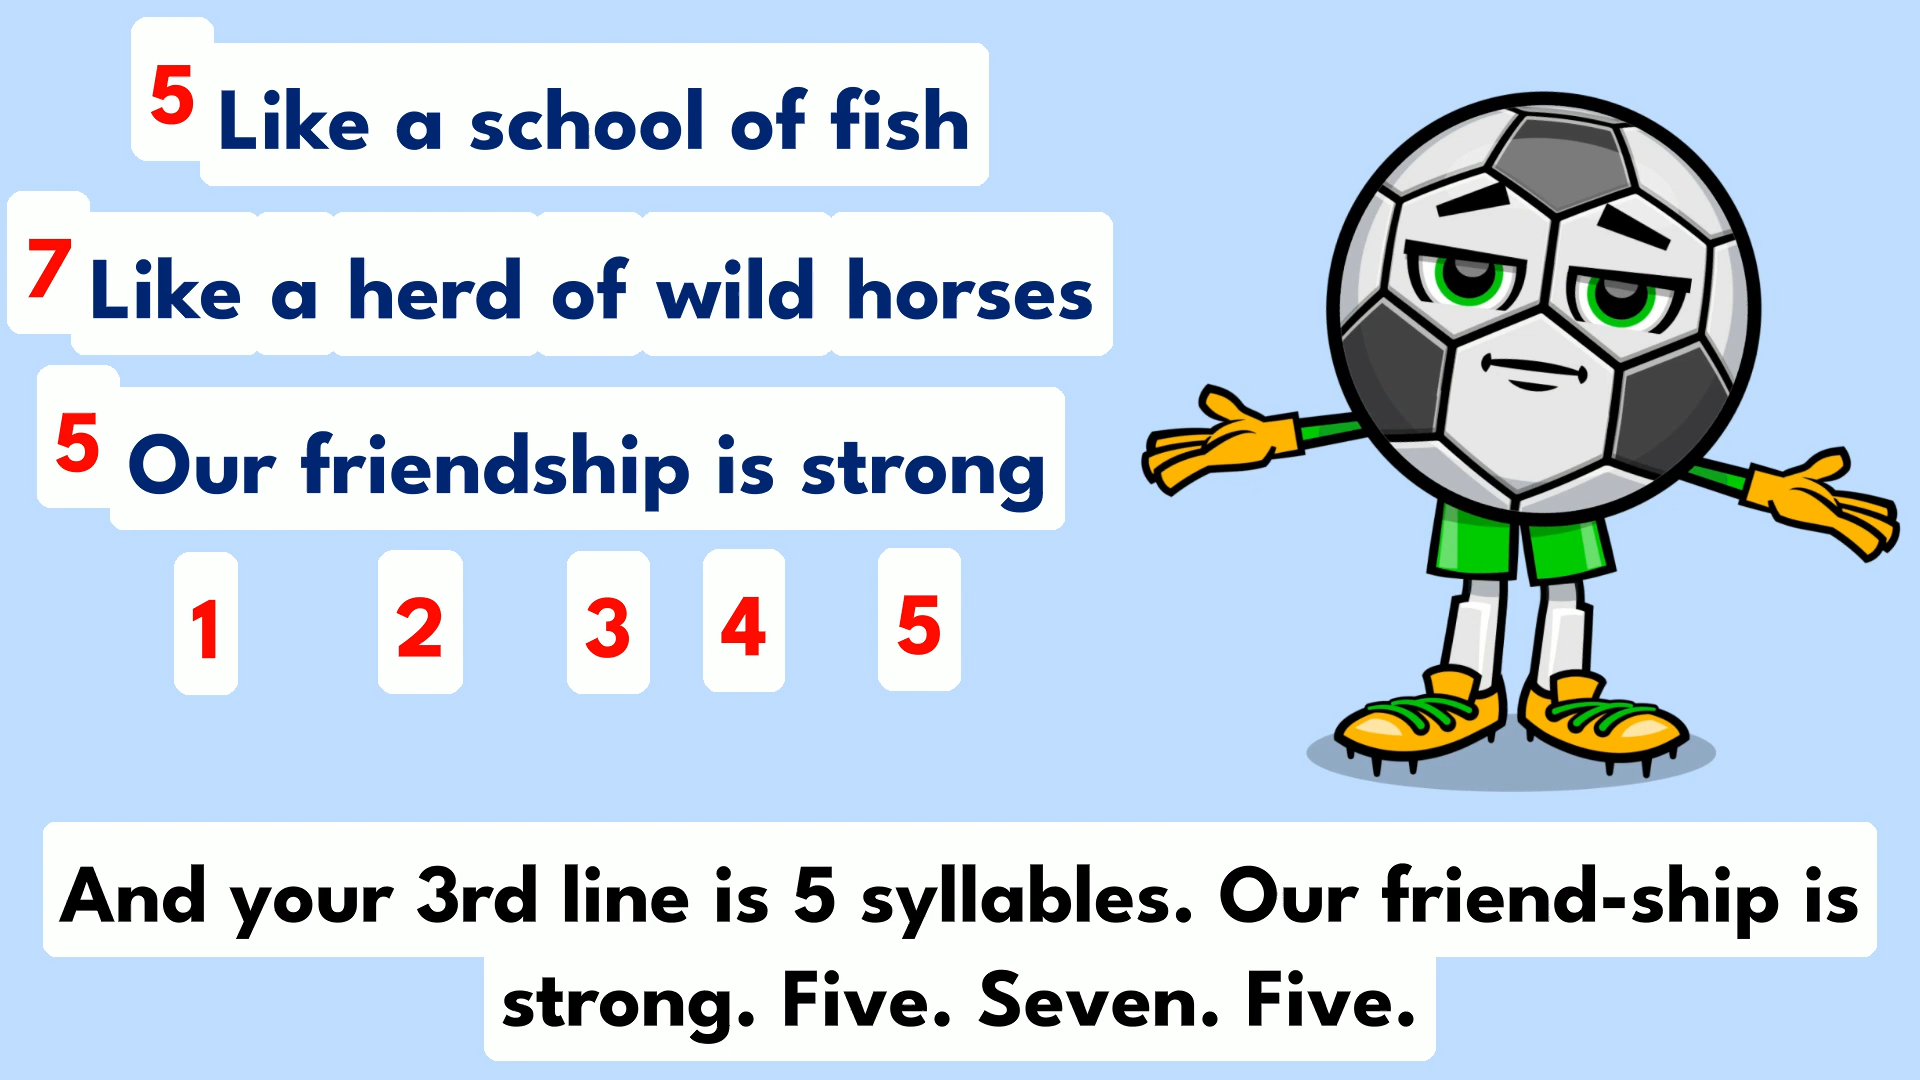 5 Like a school of fish
7 Like a herd of wild horses
5 Our friendship is strong
1 2 3 4 5
And your 3rd line is 5 syllables. Our friend-ship is
strong. Five. Seven. Five.